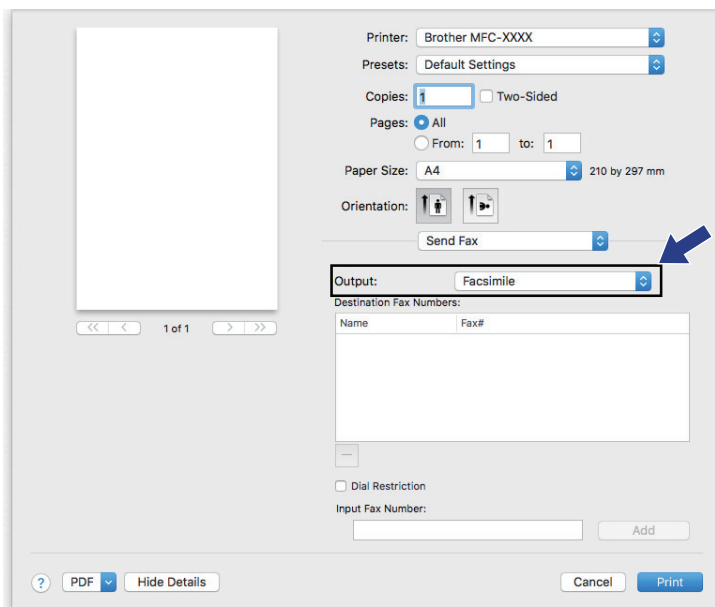 Printer: Brother MFC-XXXX
Presets: Default Settings
Copies: 1 Two-Sided
Pages: All
From: 1 to: 1
Paper Size: A4 210 by 297 mm
Orientation:
Send Fax
Output: Facsimile
Destination Fax Numbers:
Name Fax#
<< < 1 of 1 > >>
Dial Restriction
Input Fax Number:
Add
? PDF Hide Details Cancel Print